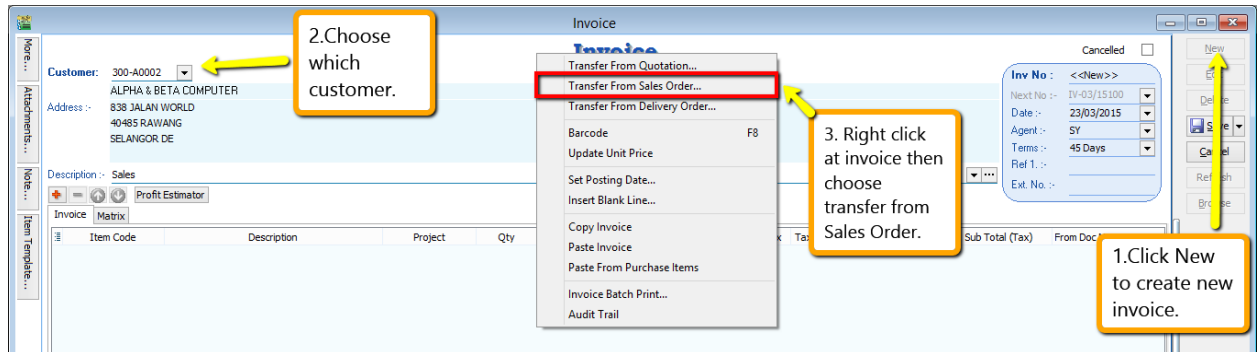 Invoice
More...
Attachments...
Note...
Item Template...
2.Choose
which
customer.
Invoice
Cancelled
New
Customer: 300-A0002
ALPHA & BETA COMPUTER
Address :- 838 JALAN WORLD
40485 RAWANG
SELANGOR DE
Transfer From Quotation...
Transfer From Sales Order...
Transfer From Delivery Order...
Barcode F8
Update Unit Price
Set Posting Date...
Insert Blank Line...
Copy Invoice
Paste Invoice
Paste From Purchase Items
Invoice Batch Print...
Audit Trail
3. Right click
at invoice then
choose
transfer from
Sales Order.
Inv No : <<New>>
Next No :- IV-03/15100
Date :- 23/03/2015
Agent :- SY
Terms :- 45 Days
Ref 1. :-
Ext. No. :-
Description :- Sales
Profit Estimator
Invoice Matrix
Item Code Description Project Qty
Sub Total (Tax)
From Doc
1.Click New
to create new
invoice.